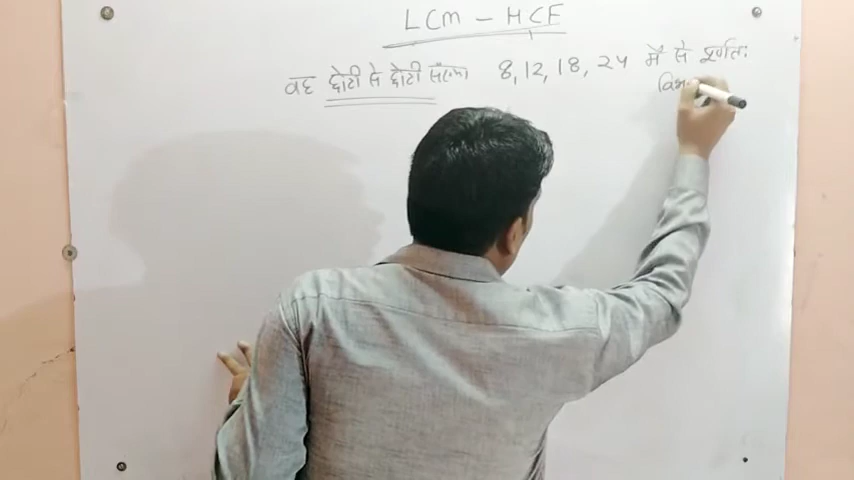 LCM - HCF
वह छोटी से छोटी संख्या 8, 12, 18, 24 में से पूर्णतः
विभ